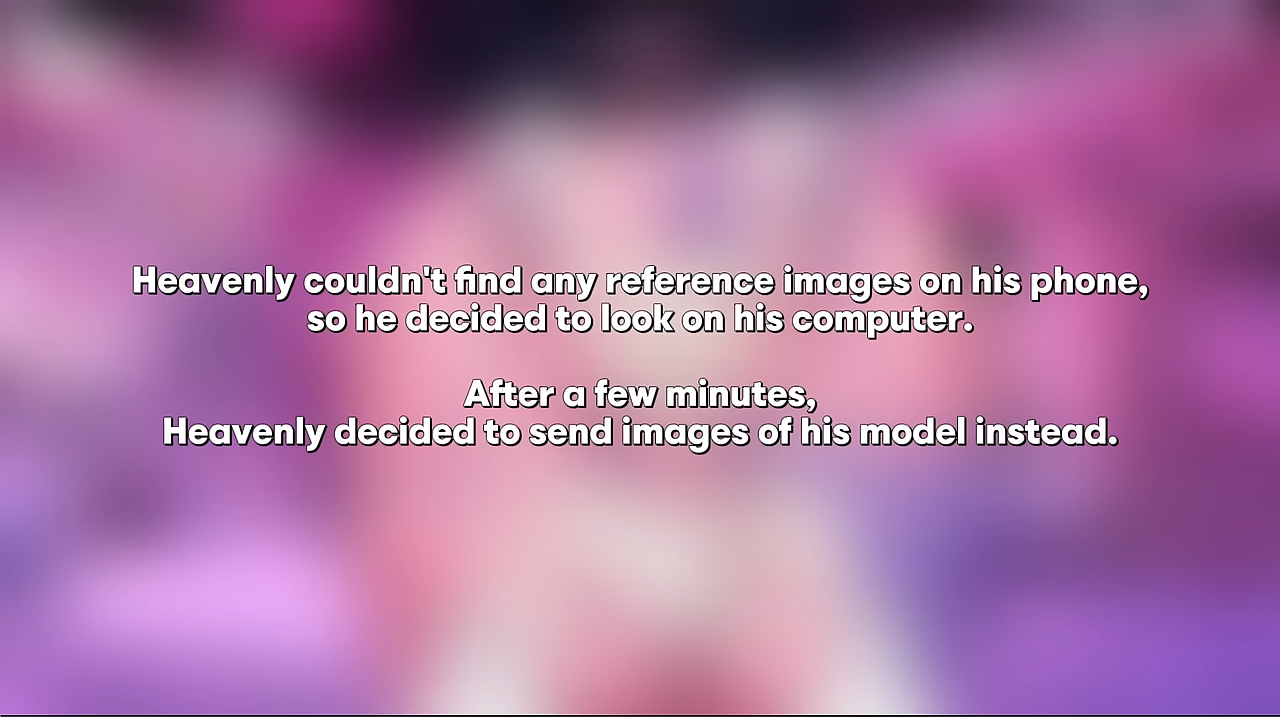 Heavenly couldn't find any reference images on his phone,
so he decided to look on his computer.
After a few minutes,
Heavenly decided to send images of his model instead.